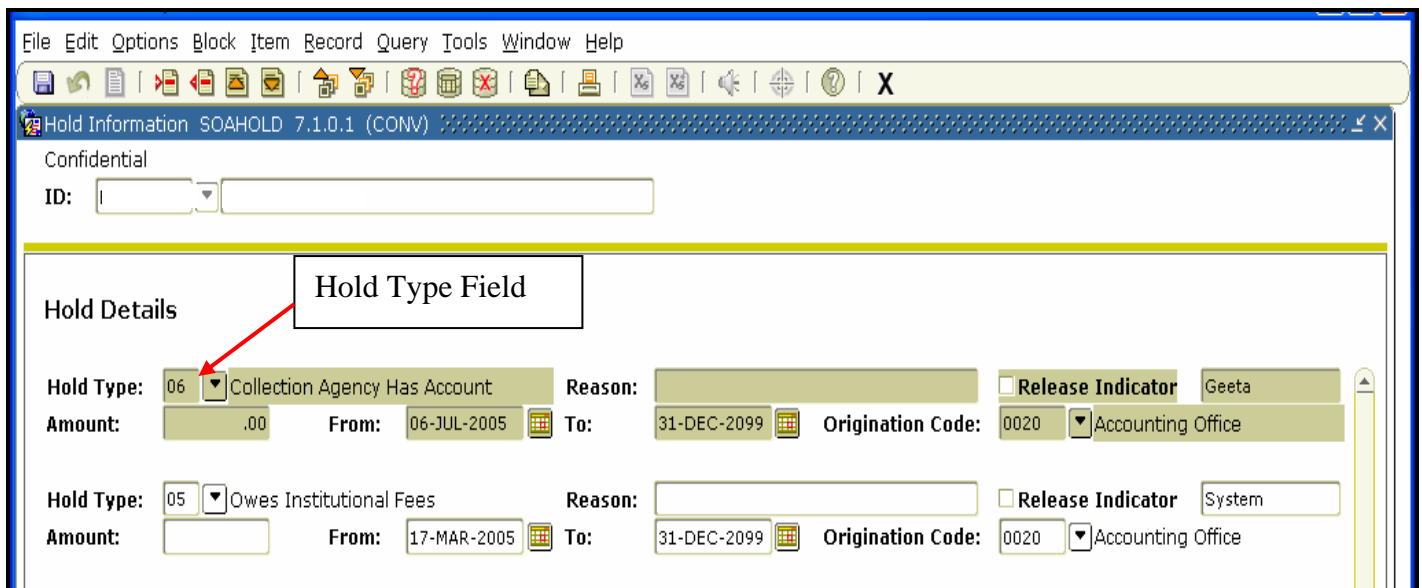 File Edit Options Block Item Record Query Tools Window Help
Hold Information SOAHOLD 7.1.0.1 (CONV)
Confidential
ID: I
Hold Type Field
Hold Details
Hold Type: 06 Collection Agency Has Account Reason: Release Indicator Geeta
Amount: .00 From: 06-JUL-2005 To: 31-DEC-2099 Origination Code: 0020 Accounting Office
Hold Type: 05 Owes Institutional Fees Reason: Release Indicator System
Amount: From: 17-MAR-2005 To: 31-DEC-2099 Origination Code: 0020 Accounting Office